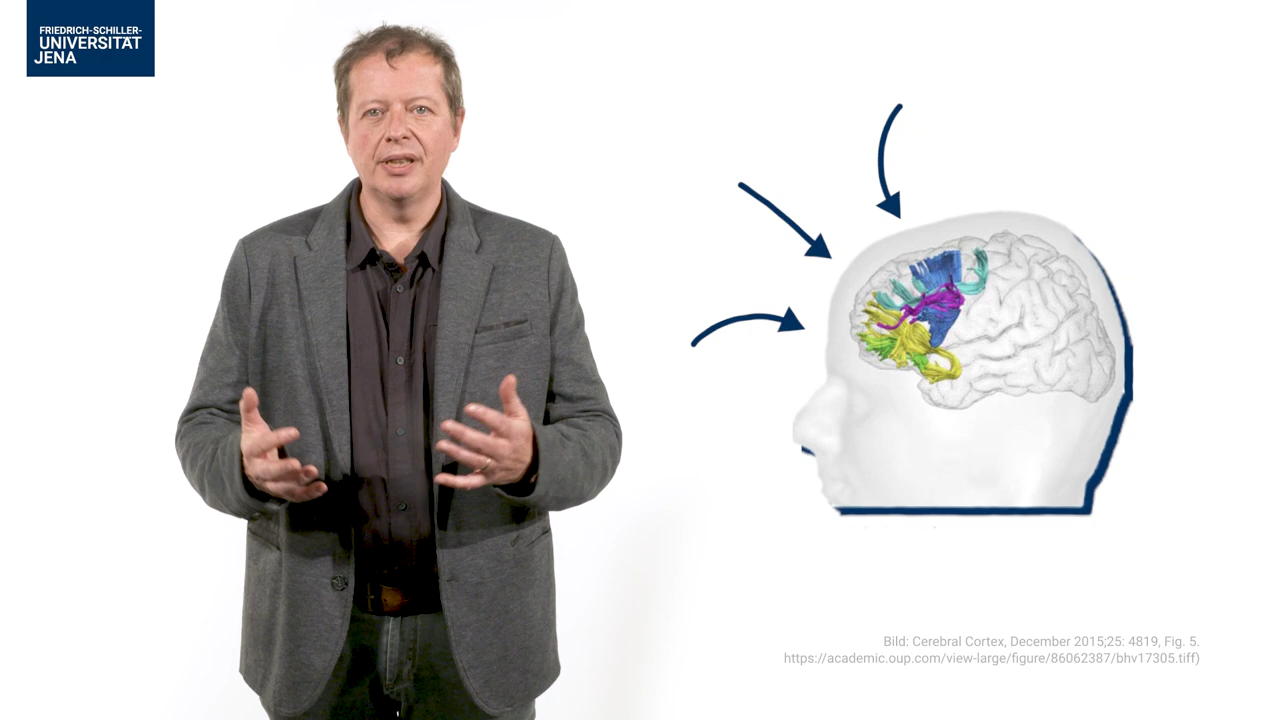 FRIEDRICH-SCHILLER-
UNIVERSITÄT
JENA
Bild: Cerebral Cortex, December 2015;25: 4819, Fig. 5.
https://academic.oup.com/view-large/figure/86062387/bhv17305.tiff)